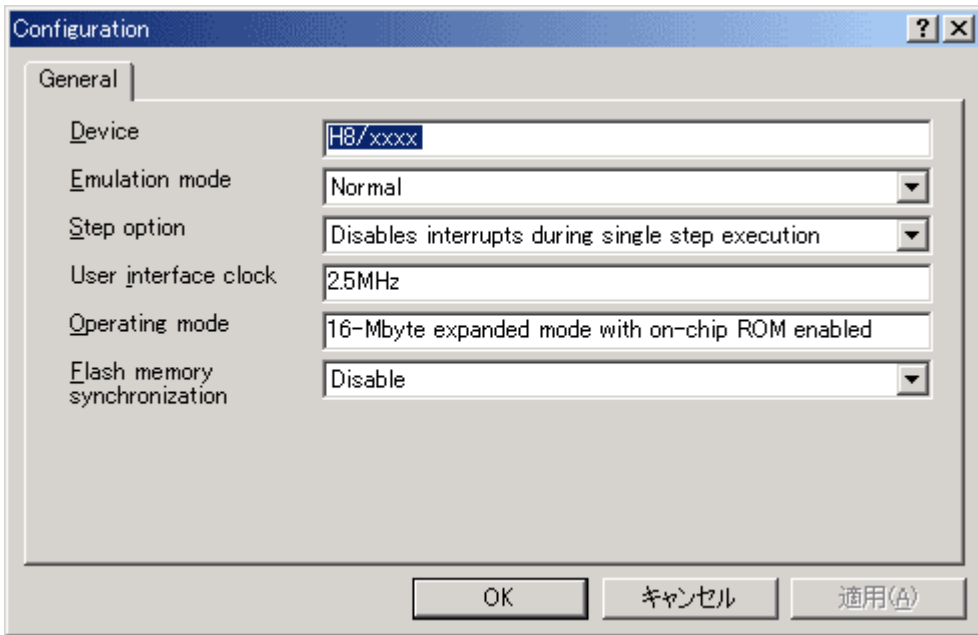 Configuration
General
Device
H8/xxxx
Emulation mode
Normal
Step option
Disables interrupts during single step execution
User interface clock
2.5MHz
Operating mode
16-Mbyte expanded mode with on-chip ROM enabled
Flash memory
synchronization
Disable
OK
キャンセル
適用(A)